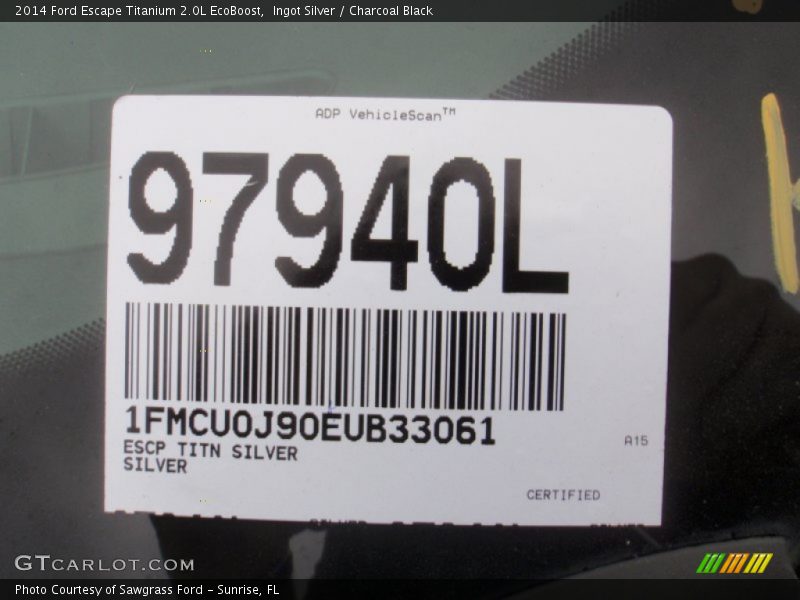 2014 Ford Escape Titanium 2.0L EcoBoost,  Ingot Silver / Charcoal Black
ADP VehicleScan™
97940L
1FMCU0J90EUB33061
ESCP TITN SILVER
SILVER
A15
CERTIFIED
GTCARLOT.COM
Photo Courtesy of Sawgrass Ford – Sunrise, FL